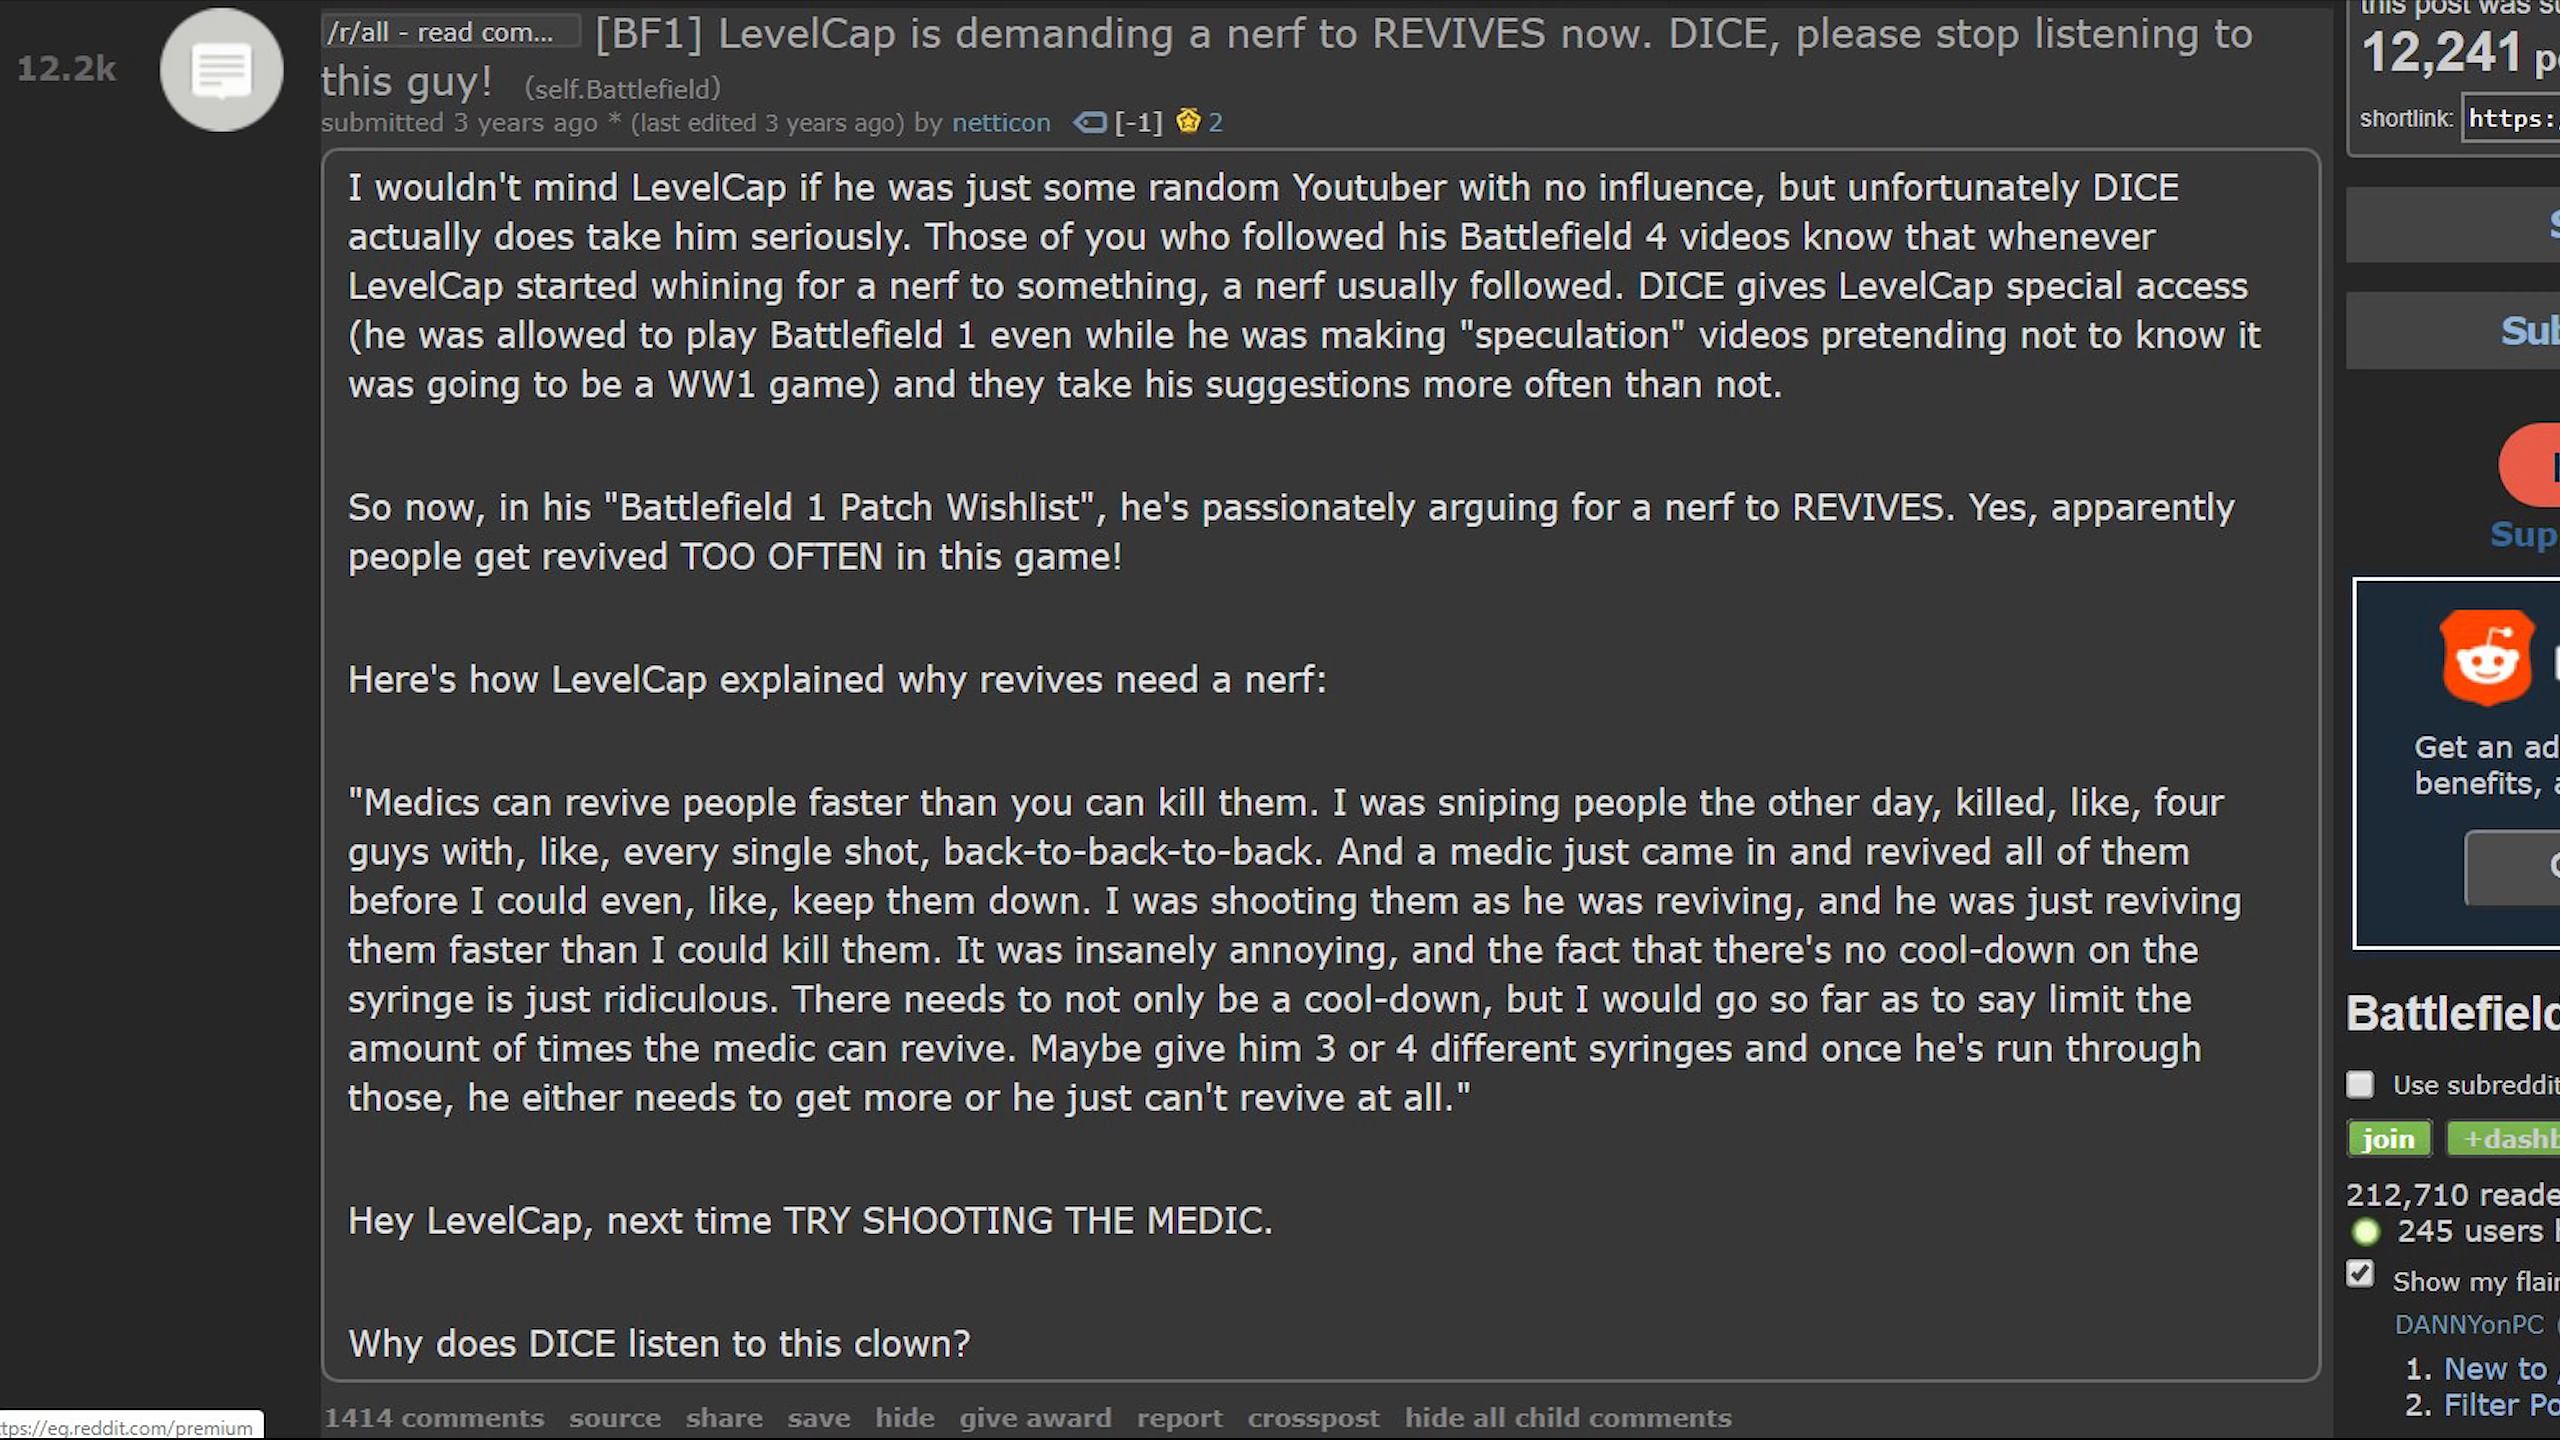 /r/all - read com... [BF1] LevelCap is demanding a nerf to REVIVES now. DICE, please stop listening to
this guy! (self.Battlefield)
12.2k
submitted 3 years ago * (last edited 3 years ago) by netticon [-1] 2
I wouldn't mind LevelCap if he was just some random Youtuber with no influence, but unfortunately DICE
actually does take him seriously. Those of you who followed his Battlefield 4 videos know that whenever
LevelCap started whining for a nerf to something, a nerf usually followed. DICE gives LevelCap special access
(he was allowed to play Battlefield 1 even while he was making "speculation" videos pretending not to know it
was going to be a WW1 game) and they take his suggestions more often than not.
So now, in his "Battlefield 1 Patch Wishlist", he's passionately arguing for a nerf to REVIVES. Yes, apparently
people get revived TOO OFTEN in this game!
Here's how LevelCap explained why revives need a nerf:
"Medics can revive people faster than you can kill them. I was sniping people the other day, killed, like, four
guys with, like, every single shot, back-to-back-to-back. And a medic just came in and revived all of them
before I could even, like, keep them down. I was shooting them as he was reviving, and he was just reviving
them faster than I could kill them. It was insanely annoying, and the fact that there's no cool-down on the
syringe is just ridiculous. There needs to not only be a cool-down, but I would go so far as to say limit the
amount of times the medic can revive. Maybe give him 3 or 4 different syringes and once he's run through
those, he either needs to get more or he just can't revive at all."
Hey LevelCap, next time TRY SHOOTING THE MEDIC.
Why does DICE listen to this clown?
1414 comments source share save hide give award report crosspost hide all child comments
ttps://eg.reddit.com/premium
this post was su
12,241 po
shortlink: https:/
Sub
Sup
Get an ad
benefits, a
Battlefield
Use subreddit
join +dashb
212,710 reade
245 users h
Show my flair
DANNYonPC (
1. New to /
2. Filter Po